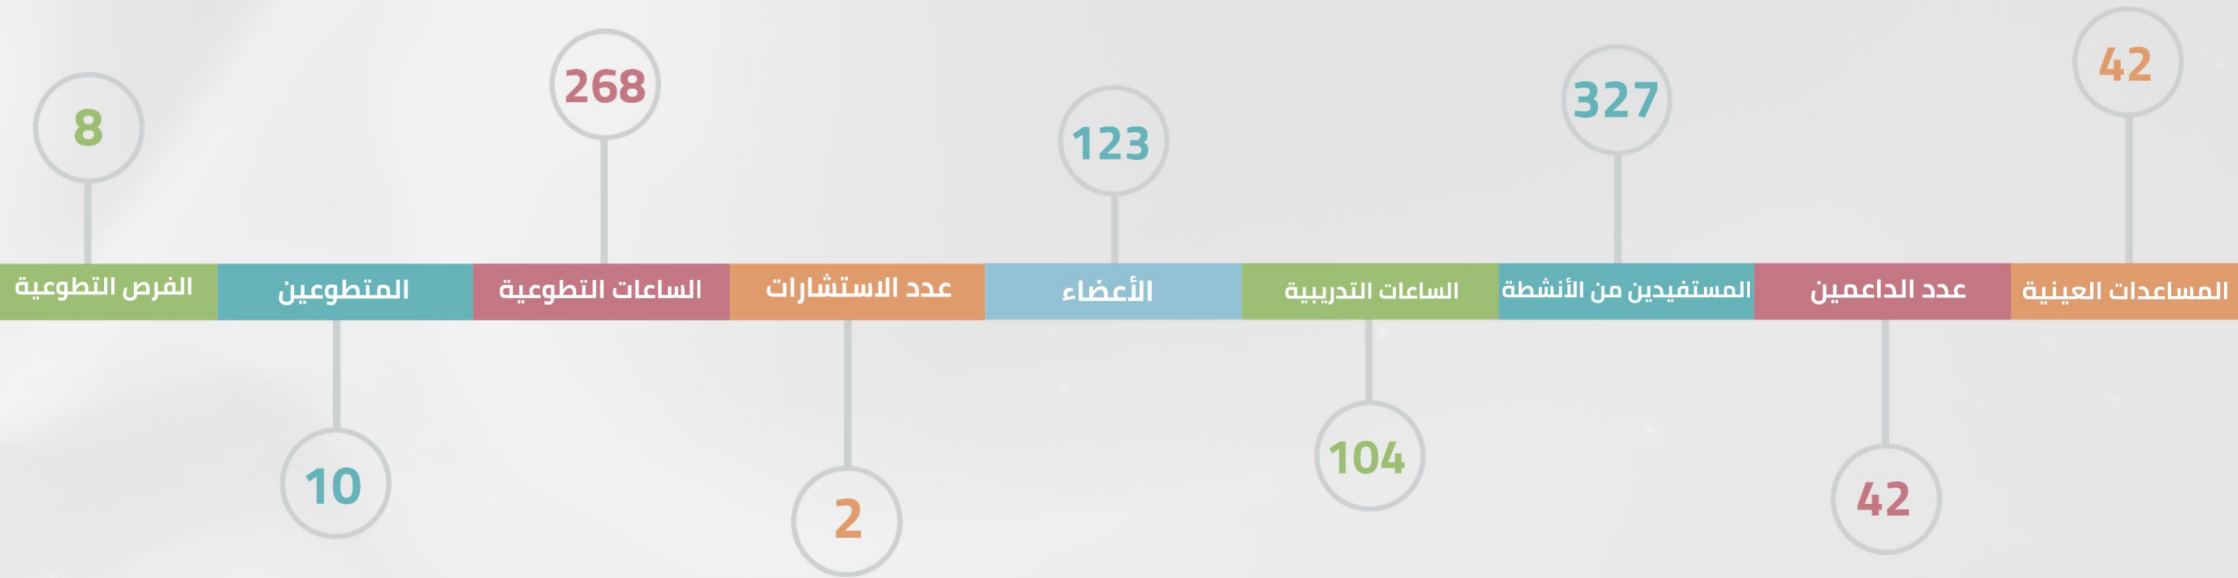 42
المساعدات العينية
عدد الداعمين
42
327
المستفيدين من الأنشطة
الساعات التدريبية
104
123
الأعضاء
عدد الاستشارات
2
268
الساعات التطوعية
المتطوعين
10
8
الفرص التطوعية